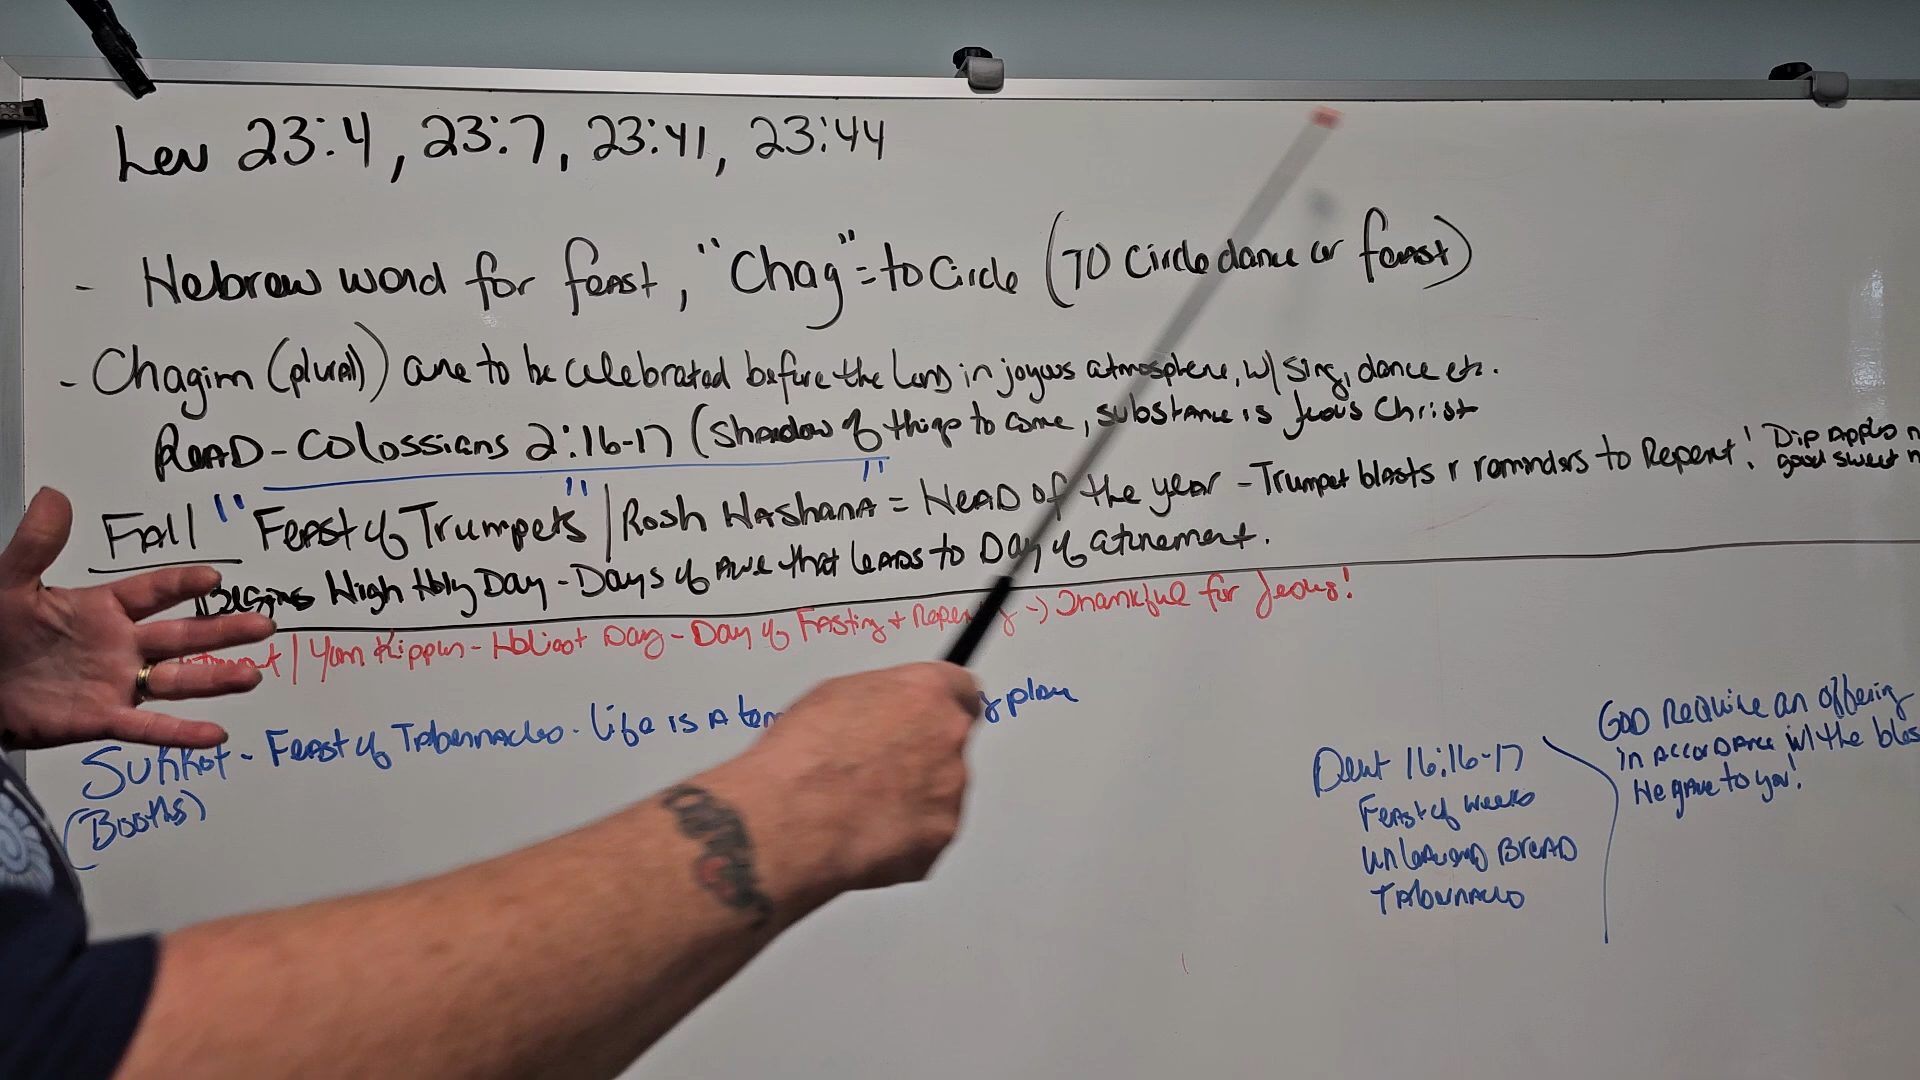 Lev 23:4, 23:7, 23:41, 23:44
- Hebrew word for feast, "Chag" = to Circle (TO Circle dance or feast)
- Chagim (plural) are to be celebrated before the Lord in joyous atmosphere, w/ sing, dance etc.
READ - Colossians 2:16-17 (Shadow of things to come, substance is Jesus Christ
Fall "Feast of Trumpets" | Rosh Hashana" = HEAD of the year - Trumpet blasts r reminders to Repent! Dip Apples
good sweet
Begins High Holy Day - Days of Awe that leads to Day of atonement.
/ Yom Kippur - Holiest Day - Day of Fasting + -> Thankful for Jesus!
Sukkot - Feast of Tabernacles. Life is A plan
(Booths)
Deut 16:16-17
Feast of weeks
unleavened BreAD
Tabernacle
GOD Require an offering
in AccorDance w/ the
He gave to you!